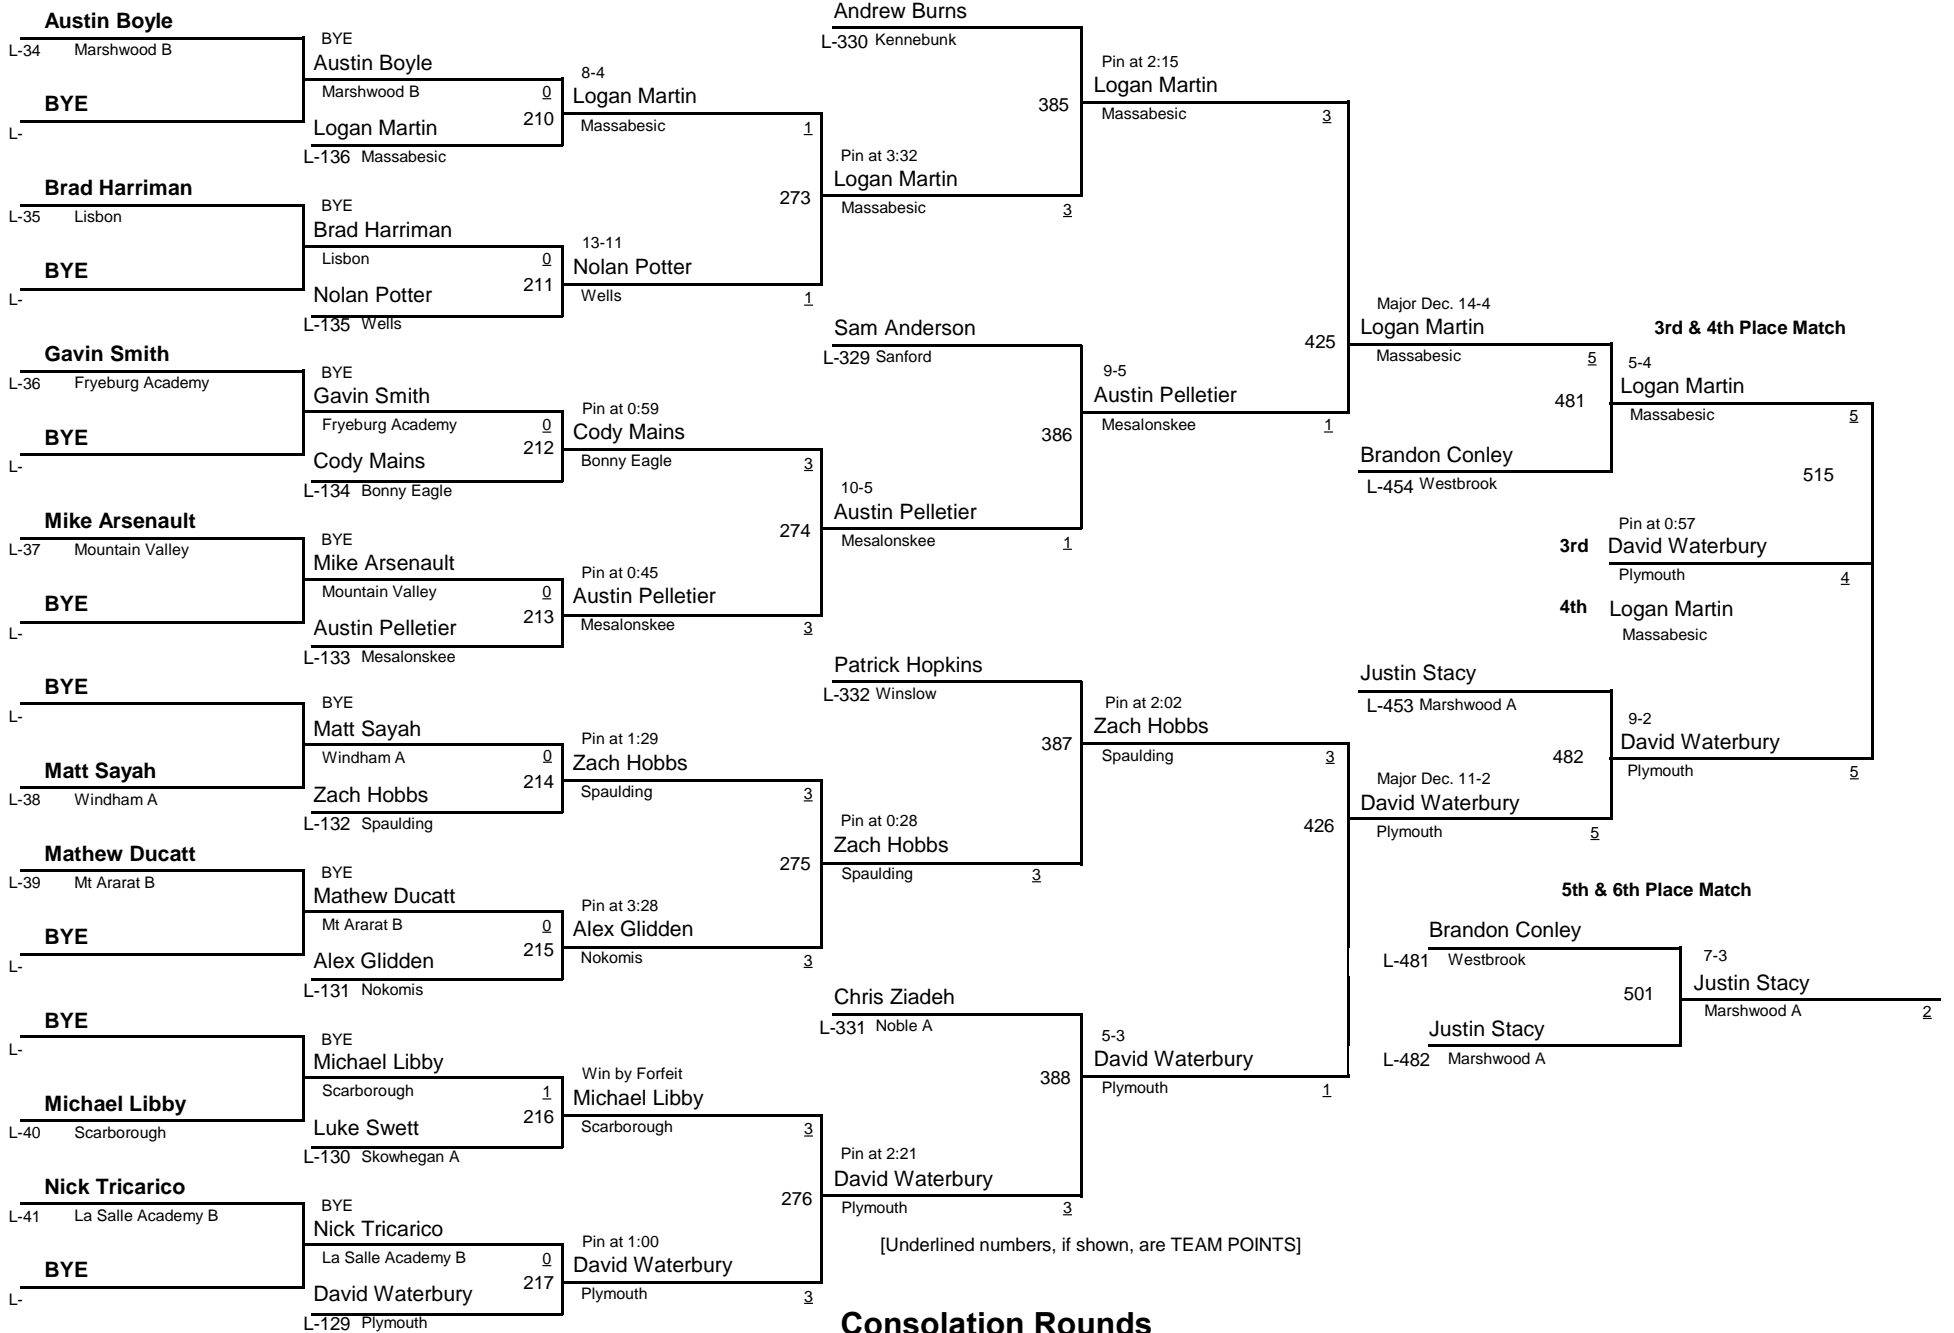 Austin Boyle
L-34 Marshwood B
BYE
L-
Brad Harriman
L-35 Lisbon
BYE
L-
Gavin Smith
L-36 Fryeburg Academy
BYE
L-
Mike Arsenault
L-37 Mountain Valley
BYE
L-
BYE
L-
Matt Sayah
L-38 Windham A
Mathew Ducatt
L-39 Mt Ararat B
BYE
L-
BYE
L-
Michael Libby
L-40 Scarborough
Nick Tricarico
L-41 La Salle Academy B
BYE
L-
BYE
Austin Boyle
Marshwood B 0
210
Logan Martin
L-136 Massabesic
BYE
Brad Harriman
Lisbon 0
211
Nolan Potter
L-135 Wells
BYE
Gavin Smith
Fryeburg Academy 0
212
Cody Mains
L-134 Bonny Eagle
BYE
Mike Arsenault
Mountain Valley 0
213
Austin Pelletier
L-133 Mesalonskee
BYE
Matt Sayah
Windham A 0
214
Zach Hobbs
L-132 Spaulding
BYE
Mathew Ducatt
Mt Ararat B 0
215
Alex Glidden
L-131 Nokomis
BYE
Michael Libby
Scarborough 1
216
Luke Swett
L-130 Skowhegan A
BYE
Nick Tricarico
La Salle Academy B 0
217
David Waterbury
L-129 Plymouth
8-4
Logan Martin
Massabesic 1
273
13-11
Nolan Potter
Wells 1
Pin at 0:59
Cody Mains
Bonny Eagle 3
274
Pin at 0:45
Austin Pelletier
Mesalonskee 3
Pin at 1:29
Zach Hobbs
Spaulding 3
275
Pin at 3:28
Alex Glidden
Nokomis 3
Win by Forfeit
Michael Libby
Scarborough 3
276
Pin at 1:00
David Waterbury
Plymouth 3
Andrew Burns
L-330 Kennebunk
385
Pin at 3:32
Logan Martin
Massabesic 3
Sam Anderson
L-329 Sanford
386
10-5
Austin Pelletier
Mesalonskee 1
Patrick Hopkins
L-332 Winslow
387
Pin at 0:28
Zach Hobbs
Spaulding 3
Chris Ziadeh
L-331 Noble A
388
Pin at 2:21
David Waterbury
Plymouth 3
Pin at 2:15
Logan Martin
Massabesic 3
425
9-5
Austin Pelletier
Mesalonskee 1
Pin at 2:02
Zach Hobbs
Spaulding 3
426
5-3
David Waterbury
Plymouth 1
Major Dec. 14-4
Logan Martin
Massabesic 5
481
Brandon Conley
L-454 Westbrook
Justin Stacy
L-453 Marshwood A
482
Major Dec. 11-2
David Waterbury
Plymouth 5
3rd & 4th Place Match
5-4
Logan Martin
Massabesic 5
515
Pin at 0:57
3rd David Waterbury
Plymouth 4
4th Logan Martin
Massabesic
9-2
David Waterbury
Plymouth 5
5th & 6th Place Match
Brandon Conley
L-481 Westbrook
501
Justin Stacy
L-482 Marshwood A
7-3
Justin Stacy
Marshwood A 2
[Underlined numbers, if shown, are TEAM POINTS]
Consolation Rounds